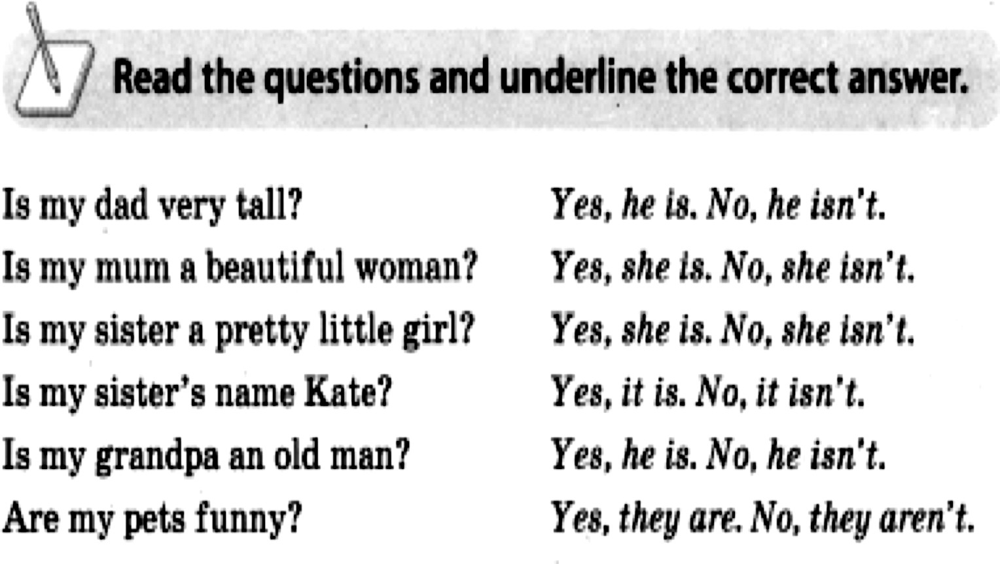 Read the questions and underline the correct answer.
Is my dad very tall? Yes, he is. No, he isn't.
Is my mum a beautiful woman? Yes, she is. No, she isn't.
Is my sister a pretty little girl? Yes, she is. No, she isn't.
Is my sister's name Kate? Yes, it is. No, it isn't.
Is my grandpa an old man? Yes, he is. No, he isn't.
Are my pets funny? Yes, they are. No, they aren't.